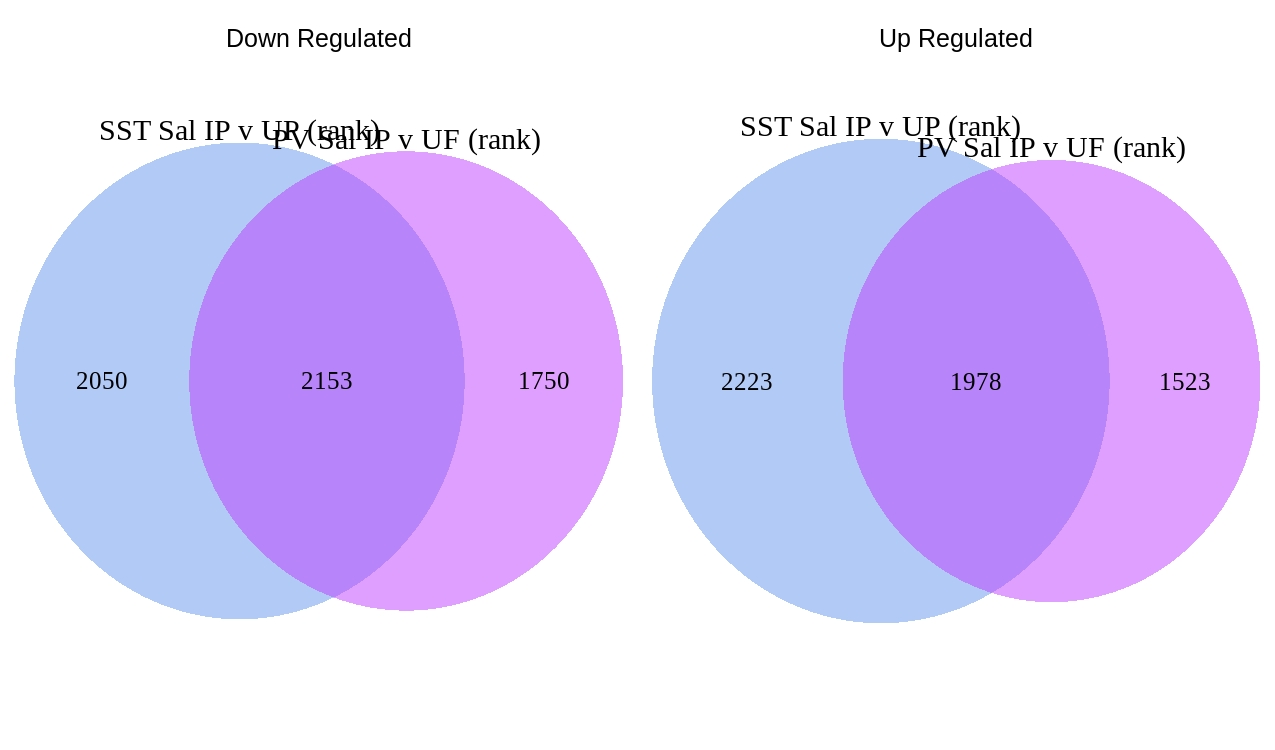 Down Regulated
Up Regulated
SST Sal IP v UP (rank)
PV Sal IP v UF (rank)
SST Sal IP v UP (rank)
PV Sal IP v UF (rank)
2050
2153
1750
2223
1978
1523